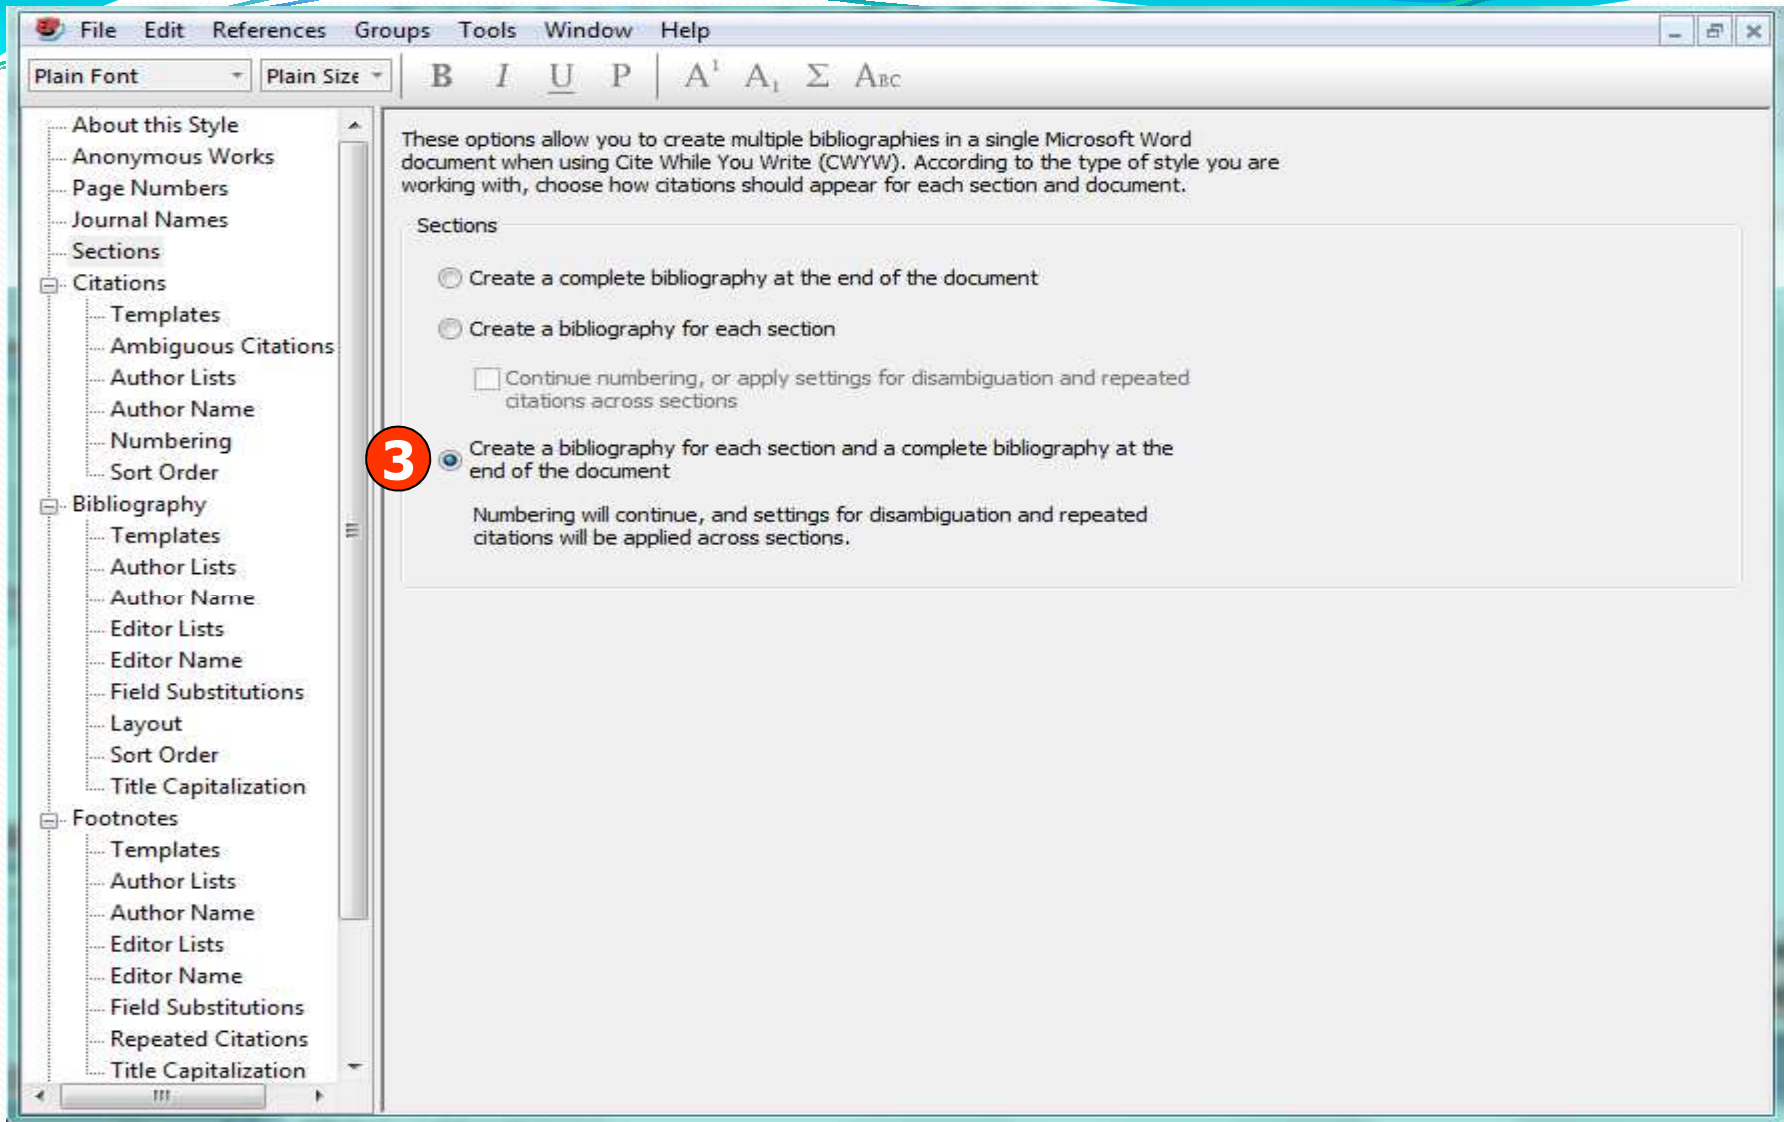 File Edit References Groups Tools Window Help
Plain Font Plain Size B I U P A¹ A₁ Σ ABC
About this Style
Anonymous Works
Page Numbers
Journal Names
Sections
Citations
Templates
Ambiguous Citations
Author Lists
Author Name
Numbering
Sort Order
Bibliography
Templates
Author Lists
Author Name
Editor Lists
Editor Name
Field Substitutions
Layout
Sort Order
Title Capitalization
Footnotes
Templates
Author Lists
Author Name
Editor Lists
Editor Name
Field Substitutions
Repeated Citations
Title Capitalization
These options allow you to create multiple bibliographies in a single Microsoft Word
document when using Cite While You Write (CWYW). According to the type of style you are
working with, choose how citations should appear for each section and document.
Sections
Create a complete bibliography at the end of the document
Create a bibliography for each section
Continue numbering, or apply settings for disambiguation and repeated
citations across sections
3
Create a bibliography for each section and a complete bibliography at the
end of the document
Numbering will continue, and settings for disambiguation and repeated
citations will be applied across sections.